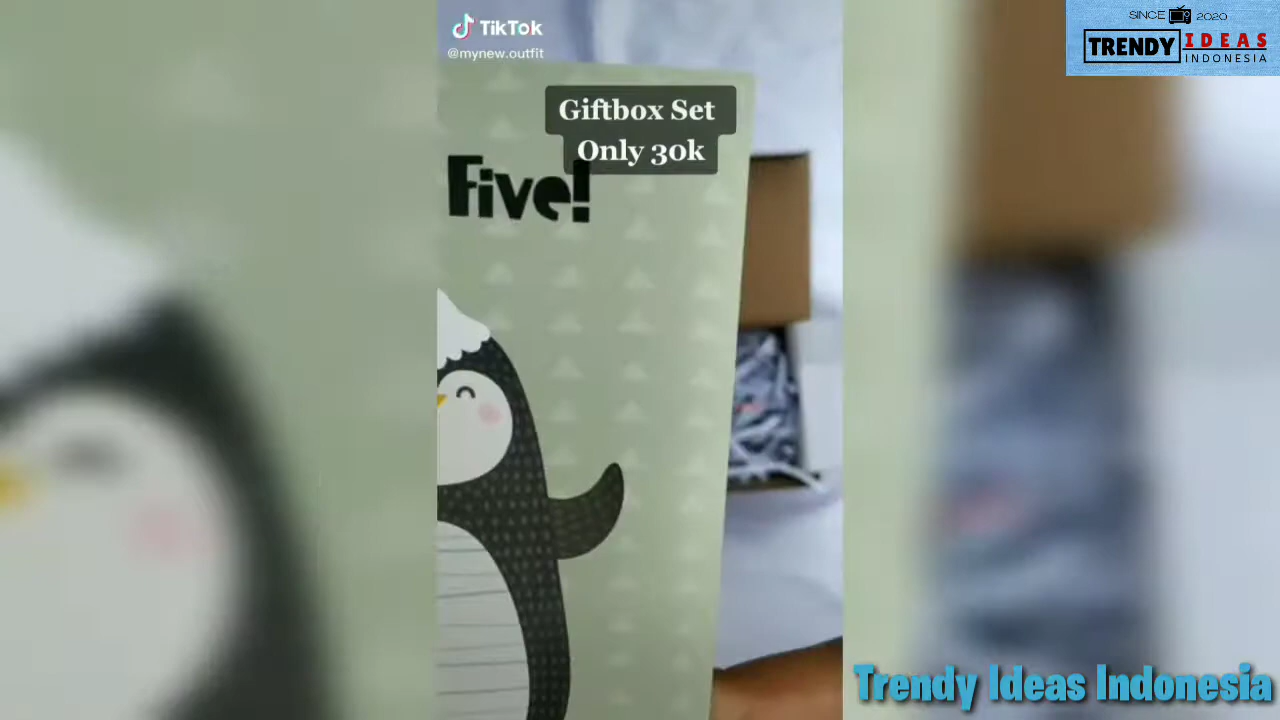 TikTok
@mynew.outfit
SINCE 2020
TRENDY IDEAS
INDONESIA
Giftbox Set
Only 30k
Five!
Trendy Ideas Indonesia